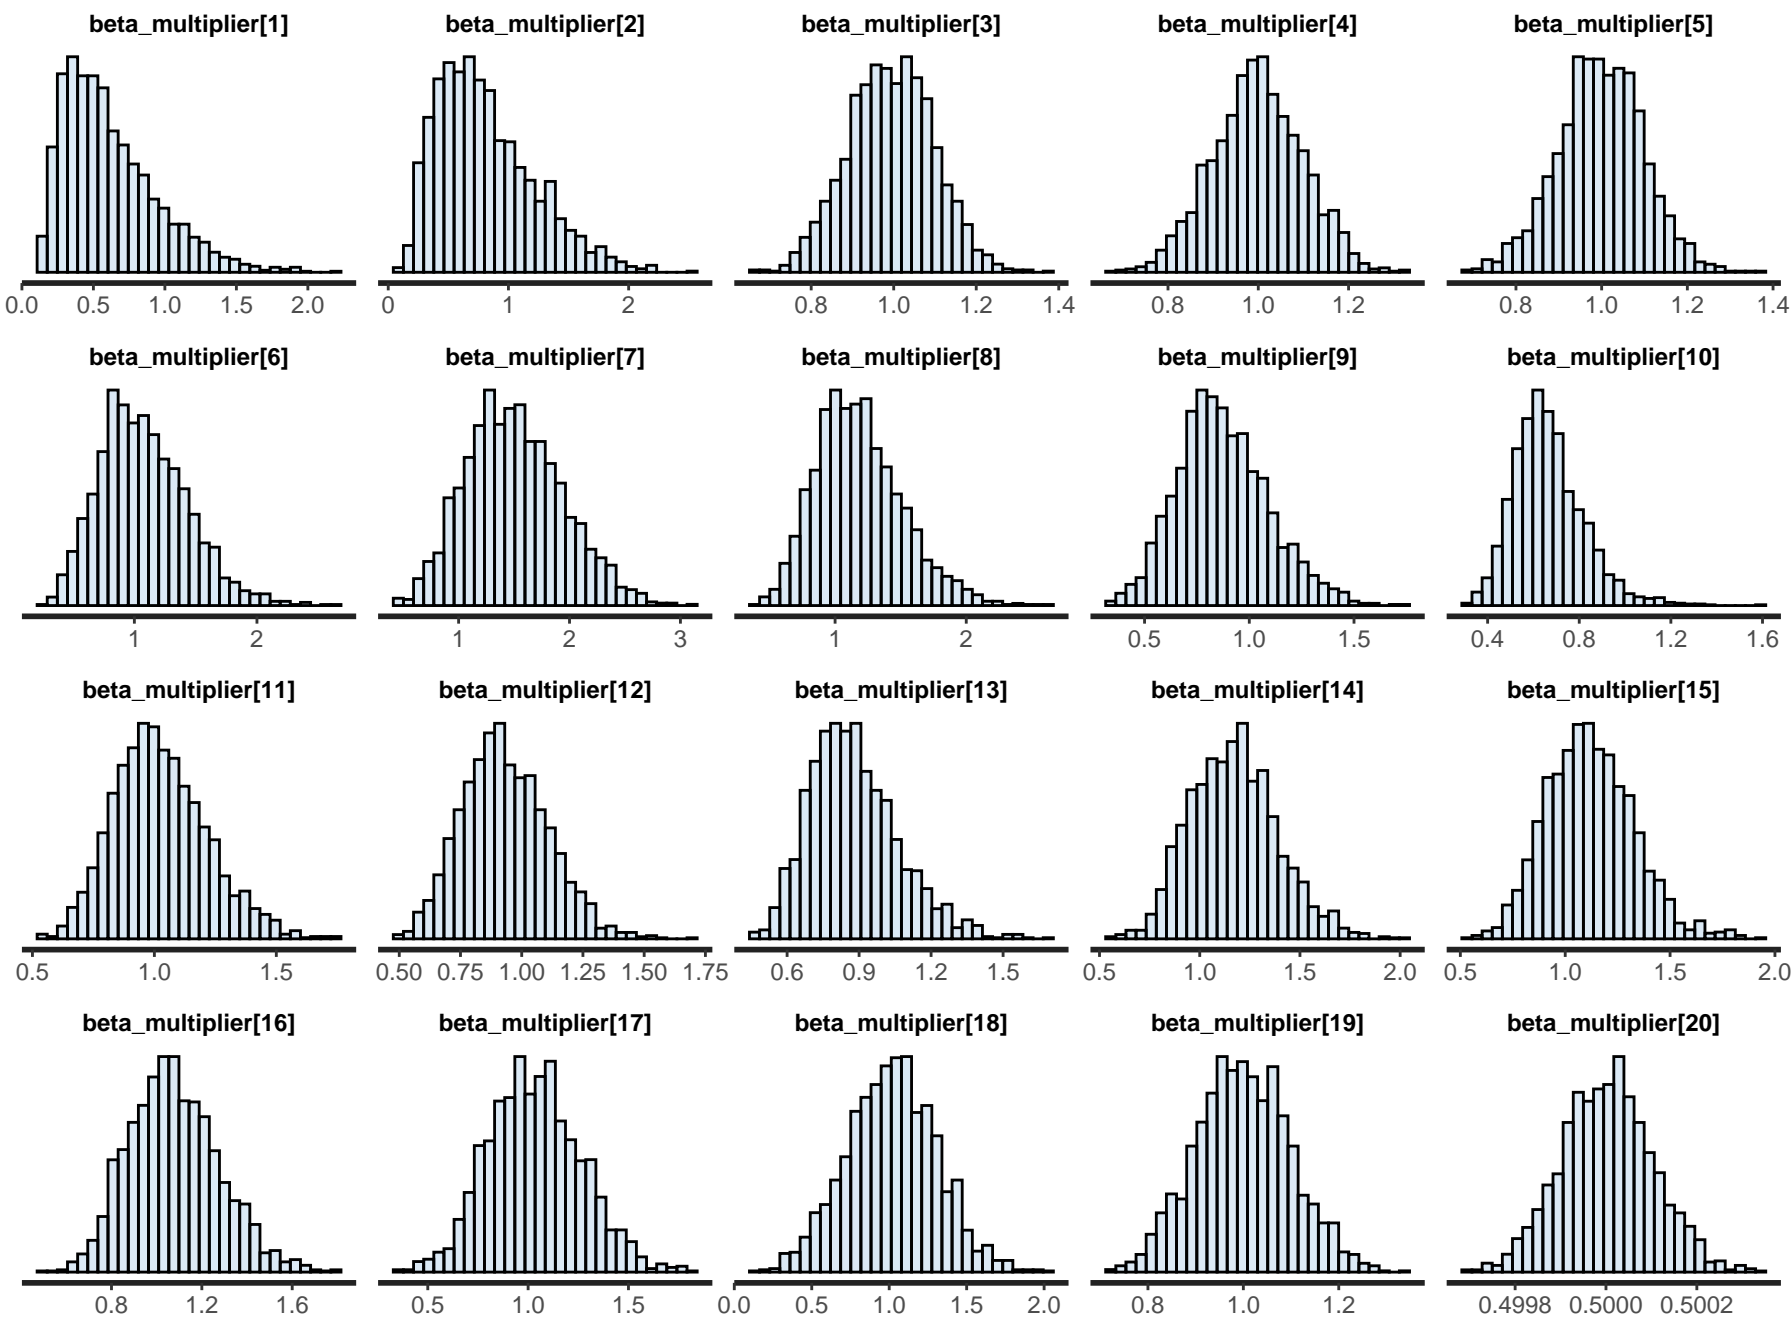 beta_multiplier[1] beta_multiplier[2] beta_multiplier[3] beta_multiplier[4] beta_multiplier[5]
0.0 0.5 1.0 1.5 2.0 0 1 2 0.8 1.0 1.2 1.4 0.8 1.0 1.2 0.8 1.0 1.2 1.4
beta_multiplier[6] beta_multiplier[7] beta_multiplier[8] beta_multiplier[9] beta_multiplier[10]
1 2 1 2 3 1 2 0.5 1.0 1.5 0.4 0.8 1.2 1.6
beta_multiplier[11] beta_multiplier[12] beta_multiplier[13] beta_multiplier[14] beta_multiplier[15]
0.5 1.0 1.5 0.50 0.75 1.00 1.25 1.50 1.75 0.6 0.9 1.2 1.5 0.5 1.0 1.5 2.0 0.5 1.0 1.5 2.0
beta_multiplier[16] beta_multiplier[17] beta_multiplier[18] beta_multiplier[19] beta_multiplier[20]
0.8 1.2 1.6 0.5 1.0 1.5 0.0 0.5 1.0 1.5 2.0 0.8 1.0 1.2 0.4998 0.5000 0.5002